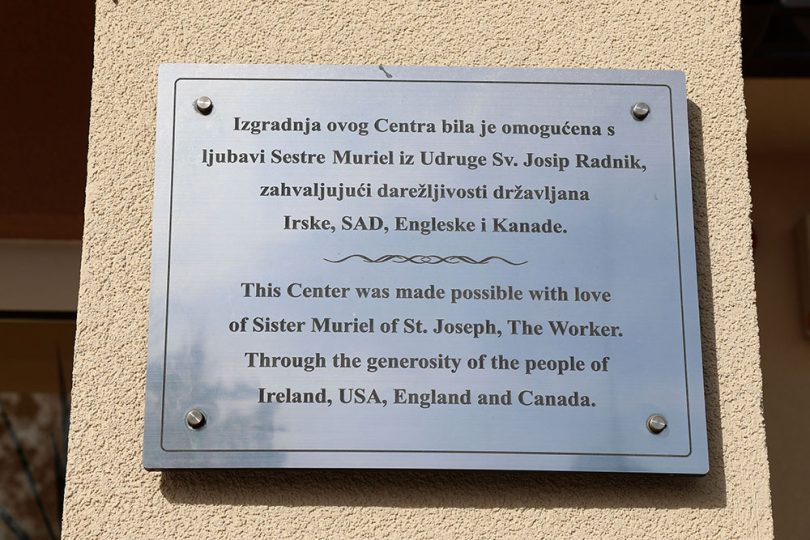 Izgradnja ovog Centra bila je omogućena s
ljubavi Sestre Muriel iz Udruge Sv. Josip Radnik,
zahvaljujući darežljivosti državljana
Irske, SAD, Engleske i Kanade.
This Center was made possible with love
of Sister Muriel of St. Joseph, The Worker.
Through the generosity of the people of
Ireland, USA, England and Canada.